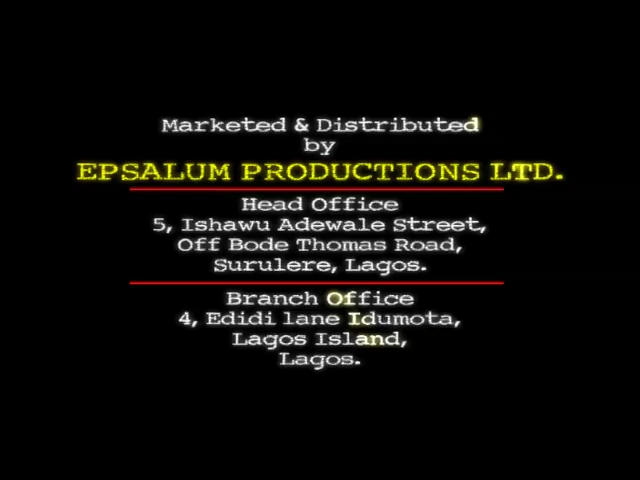 Marketed & Distributed
by
EPSALUM PRODUCTIONS LTD.
Head Office
5, Ishawu Adewale Street,
Off Bode Thomas Road,
Surulere, Lagos.
Branch Office
4, Edidi lane Idumota,
Lagos Island,
Lagos.